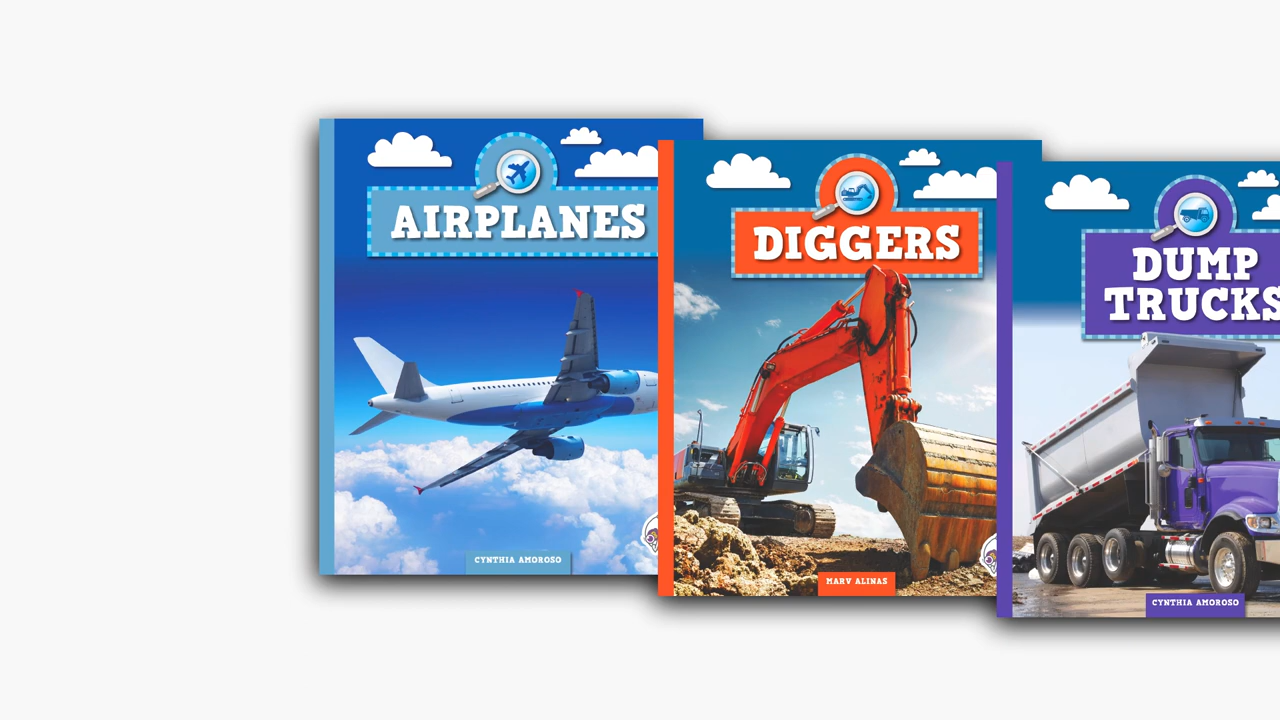 AIRPLANES
CYNTHIA AMOROSO
DIGGERS
MARV ALINAS
DUMP
TRUCKS
CYNTHIA AMOROSO